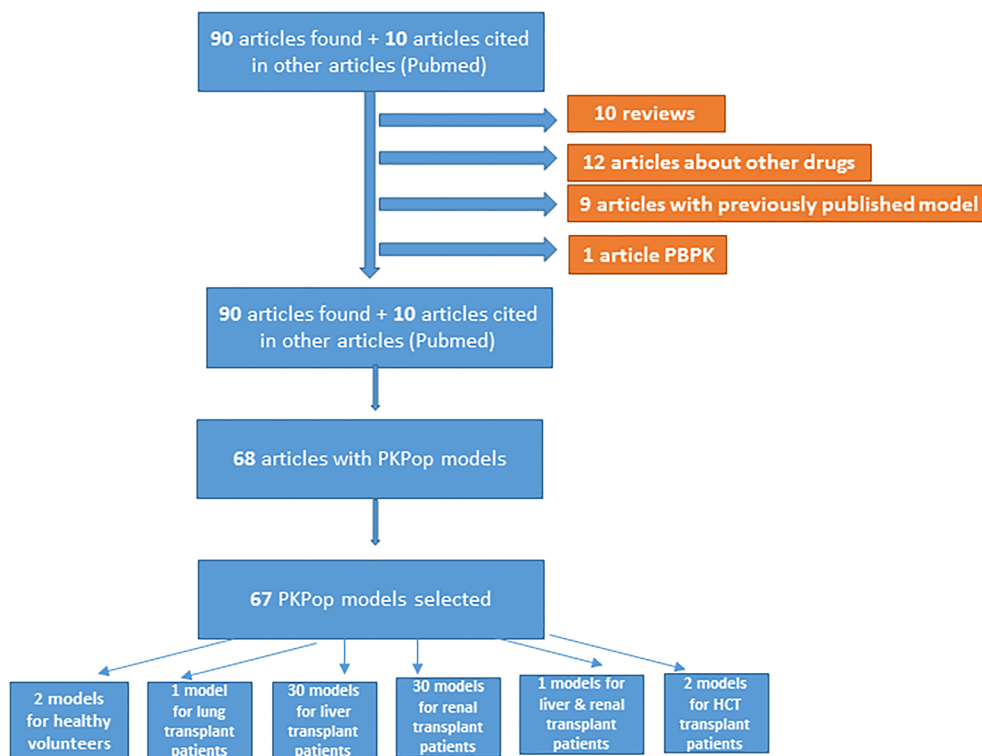 90 articles found + 10 articles cited
in other articles (Pubmed)
10 reviews
12 articles about other drugs
9 articles with previously published model
1 article PBPK
90 articles found + 10 articles cited
in other articles (Pubmed)
68 articles with PKPop models
67 PKPop models selected
2 models
for healthy
volunteers
1 model
for lung
transplant
patients
30 models
for liver
transplant
patients
30 models
for renal
transplant
patients
1 models for
liver & renal
transplant
patients
2 models
for HCT
transplant
patients